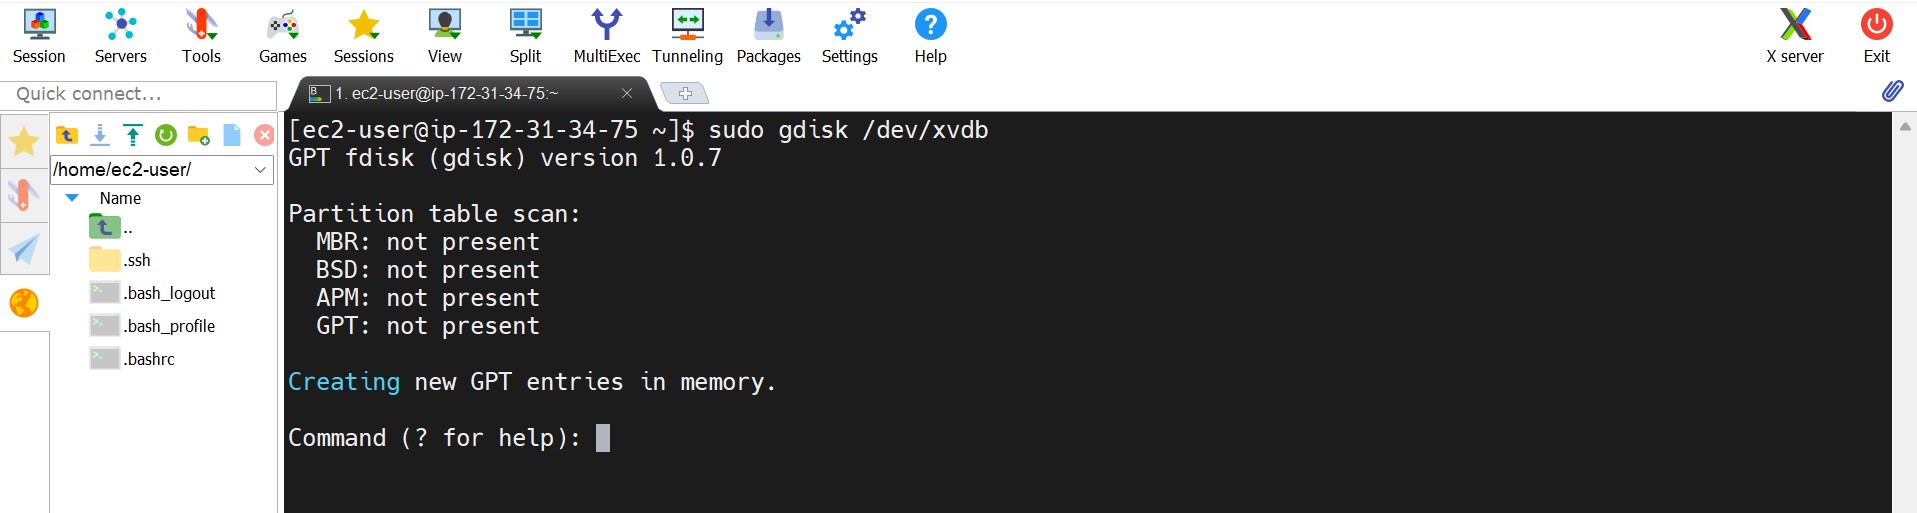 Session Servers Tools Games Sessions View Split MultiExec Tunneling Packages Settings Help X server Exit
Quick connect...
1. ec2-user@ip-172-31-34-75:~
/home/ec2-user/
Name
..
.ssh
.bash_logout
.bash_profile
.bashrc
[ec2-user@ip-172-31-34-75 ~]$ sudo gdisk /dev/xvdb
GPT fdisk (gdisk) version 1.0.7
Partition table scan:
MBR: not present
BSD: not present
APM: not present
GPT: not present
Creating new GPT entries in memory.
Command (? for help):